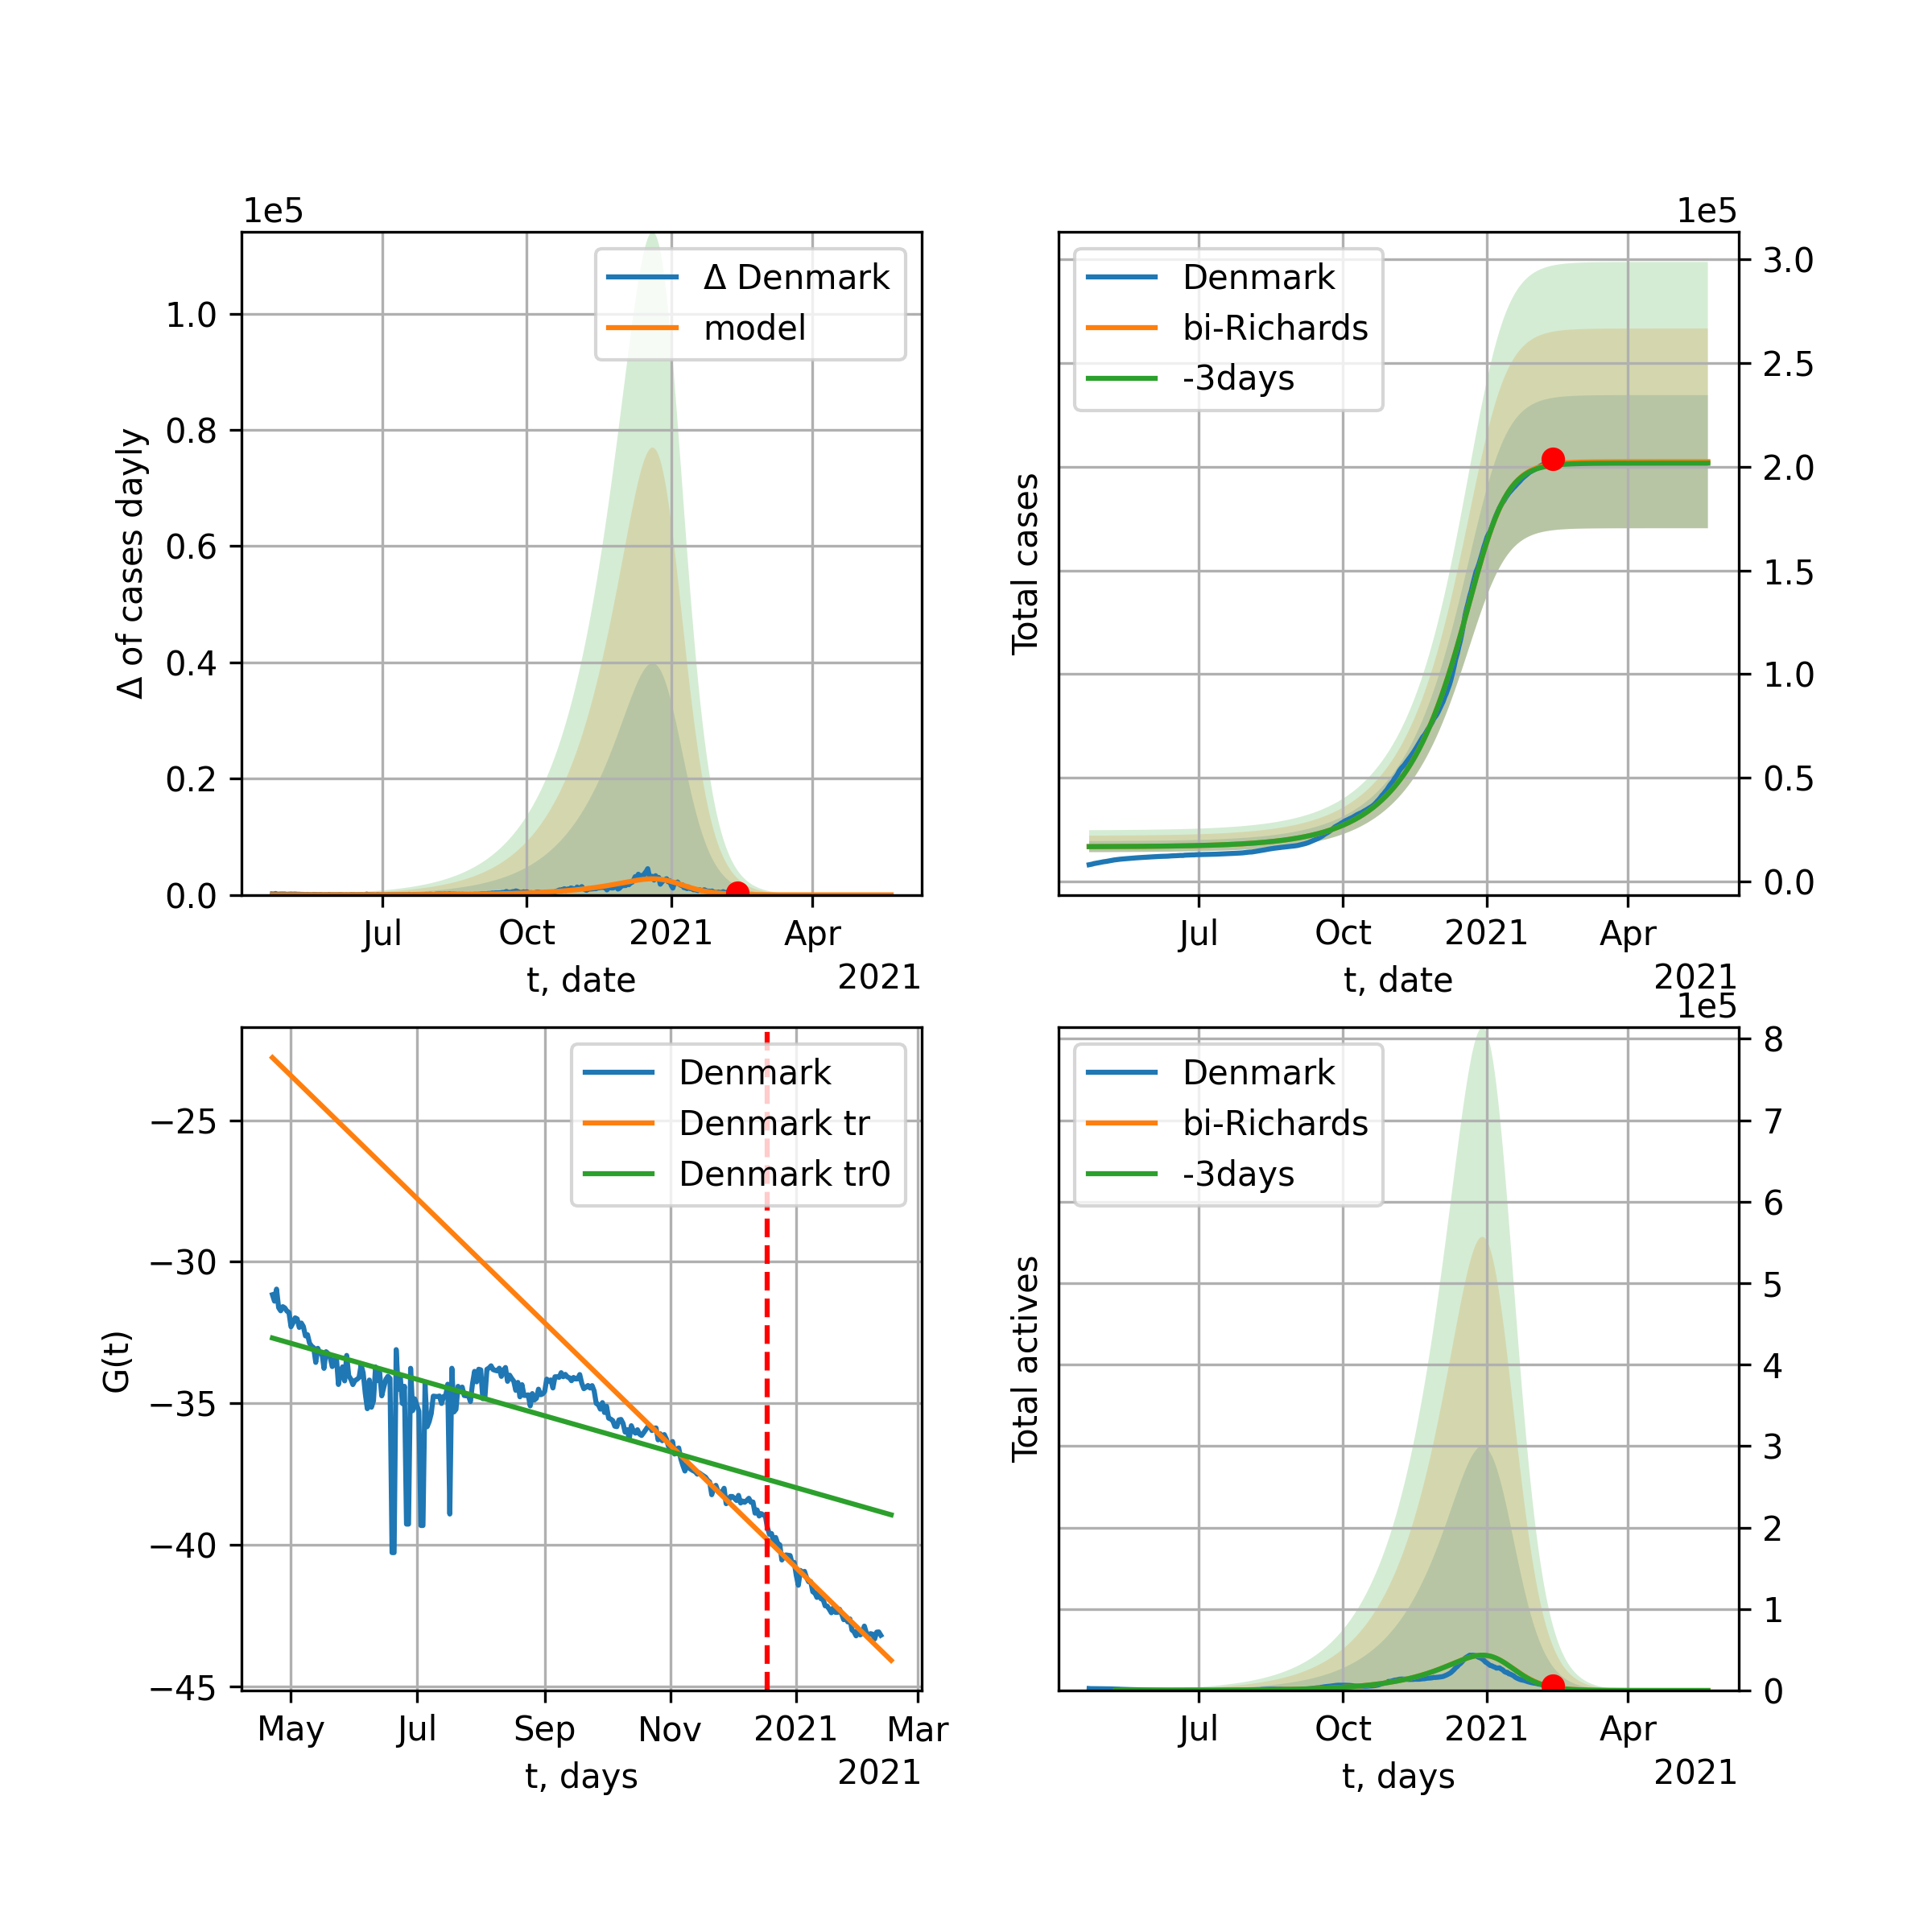 1e5
Δ of cases dayly
1.0
0.8
0.6
0.4
0.2
0.0
Δ Denmark
model
Jul Oct 2021 Apr
t, date
2021
1e5
Total cases
Denmark
bi-Richards
-3days
3.0
2.5
2.0
1.5
1.0
0.5
0.0
Jul Oct 2021 Apr
t, date
2021
G(t)
−25
−30
−35
−40
−45
Denmark
Denmark tr
Denmark tr0
May Jul Sep Nov 2021 Mar
t, days
2021
1e5
Total actives
Denmark
bi-Richards
-3days
8
7
6
5
4
3
2
1
0
Jul Oct 2021 Apr
t, days
2021